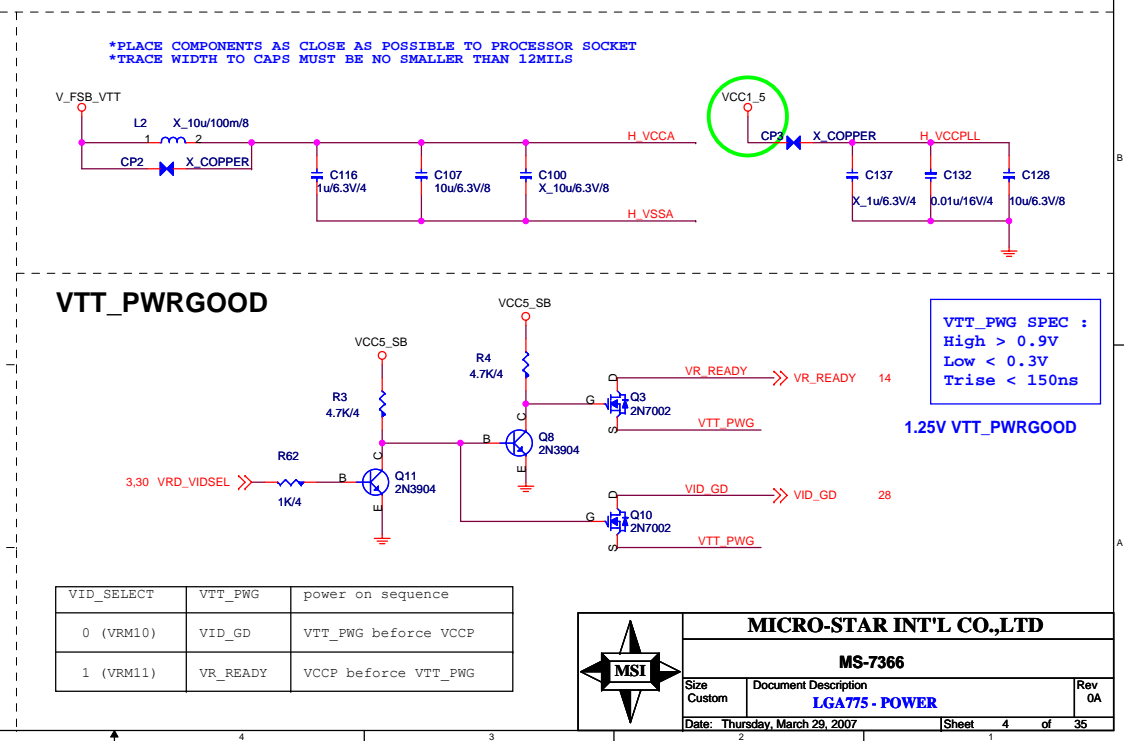 *PLACE COMPONENTS AS CLOSE AS POSSIBLE TO PROCESSOR SOCKET
*TRACE WIDTH TO CAPS MUST BE NO SMALLER THAN 12MILS
V_FSB_VTT
VCC1_5
L2 X_10u/100m/8
1 2
H_VCCA
CP3 X_COPPER
H_VCCPLL
CP2 X_COPPER
B
C116
1u/6.3V/4
C107
10u/6.3V/8
C100
X_10u/6.3V/8
C137
X_1u/6.3V/4
C132
0.01u/16V/4
C128
10u/6.3V/8
H_VSSA
VTT_PWRGOOD
VCC5_SB
VCC5_SB
R4
4.7K/4
R3
4.7K/4
VTT_PWG SPEC :
High > 0.9V
Low < 0.3V
Trise < 150ns
1.25V VTT_PWRGOOD
D
VR_READY
VR_READY 14
G
Q3
2N7002
S
VTT_PWG
C
B
Q8
2N3904
E
R62
1K/4
3,30 VRD_VIDSEL
C
B
Q11
2N3904
E
D
VID_GD
VID_GD 28
G
Q10
2N7002
S
VTT_PWG
A
VID_SELECT VTT_PWG power on sequence
0 (VRM10) VID_GD VTT_PWG beforce VCCP
1 (VRM11) VR_READY VCCP beforce VTT_PWG
MSI
MICRO-STAR INT'L CO.,LTD
MS-7366
Size
Custom
Document Description
LGA775 - POWER
Rev
0A
Date: Thursday, March 29, 2007
Sheet 4 of 35
4 3 2 1